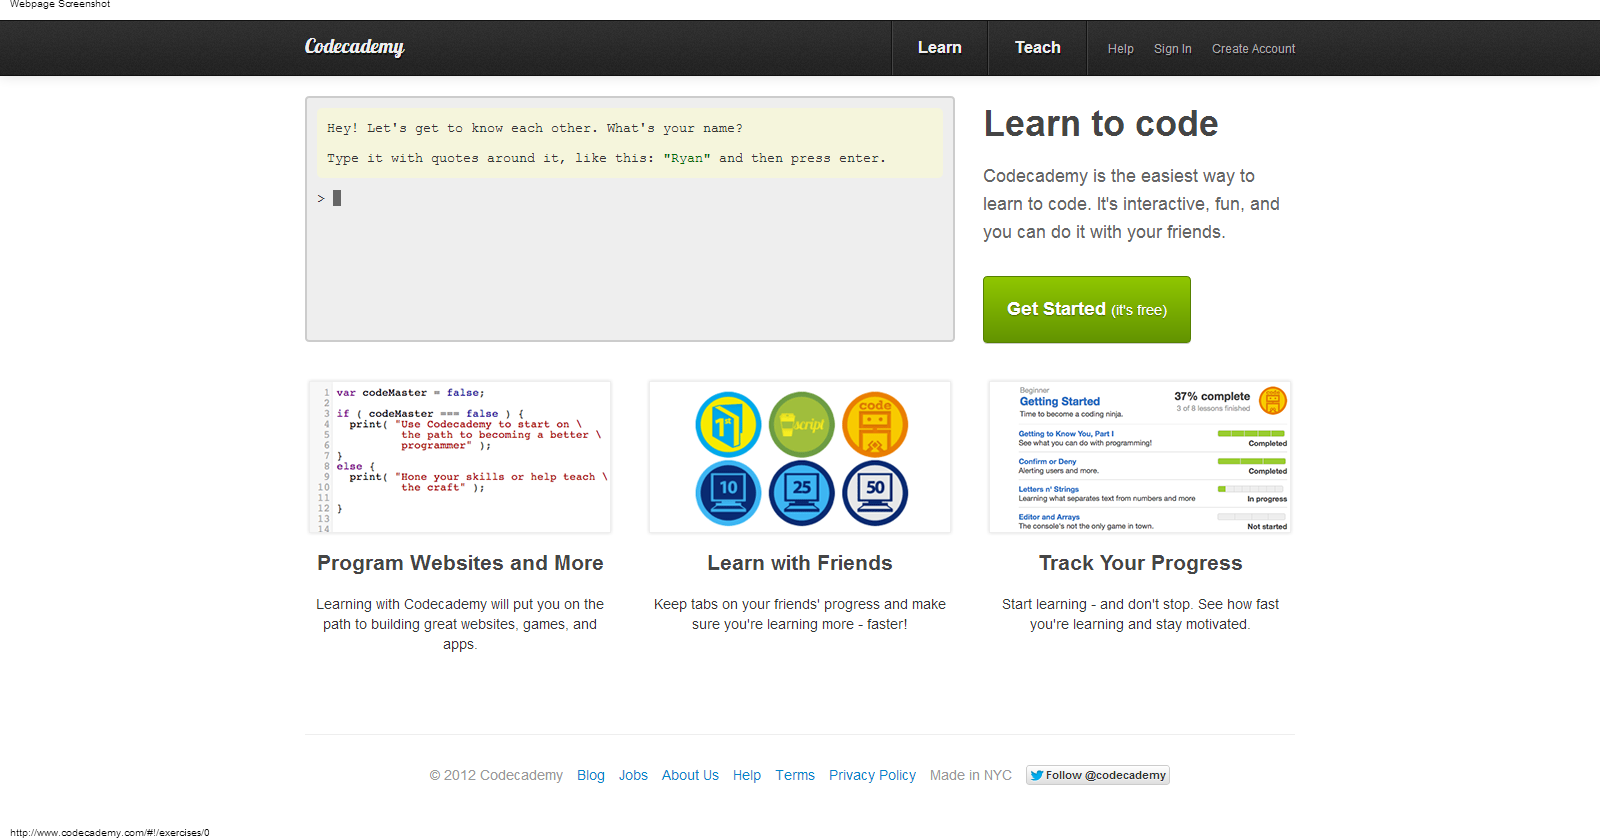 Webpage Screenshot
Codecademy
Learn
Teach
Help
Sign In
Create Account
Hey! Let's get to know each other. What's your name?
Type it with quotes around it, like this: "Ryan" and then press enter.
>
Learn to code
Codecademy is the easiest way to
learn to code. It's interactive, fun, and
you can do it with your friends.
Get Started (it's free)
1 var codeMaster = false;
2
3 if ( codeMaster === false ) {
4 print( "Use Codecademy to start on \
5 the path to becoming a better \
6 programmer" );
7 }
8 else {
9 print( "Hone your skills or help teach \
10 the craft" );
11
12 }
13
14
1st
script
code
10
25
50
Beginner
Getting Started
Time to become a coding ninja.
37% complete
3 of 8 lessons finished
code
Getting to Know You, Part I
See what you can do with programming!
Completed
Confirm or Deny
Alerting users and more.
Completed
Letters n' Strings
Learning what separates text from numbers and more
In progress
Editor and Arrays
The console's not the only game in town.
Not started
Program Websites and More
Learning with Codecademy will put you on the
path to building great websites, games, and
apps.
Learn with Friends
Keep tabs on your friends' progress and make
sure you're learning more - faster!
Track Your Progress
Start learning - and don't stop. See how fast
you're learning and stay motivated.
© 2012 Codecademy Blog Jobs About Us Help Terms Privacy Policy Made in NYC Follow @codecademy
http://www.codecademy.com/#!/exercises/0